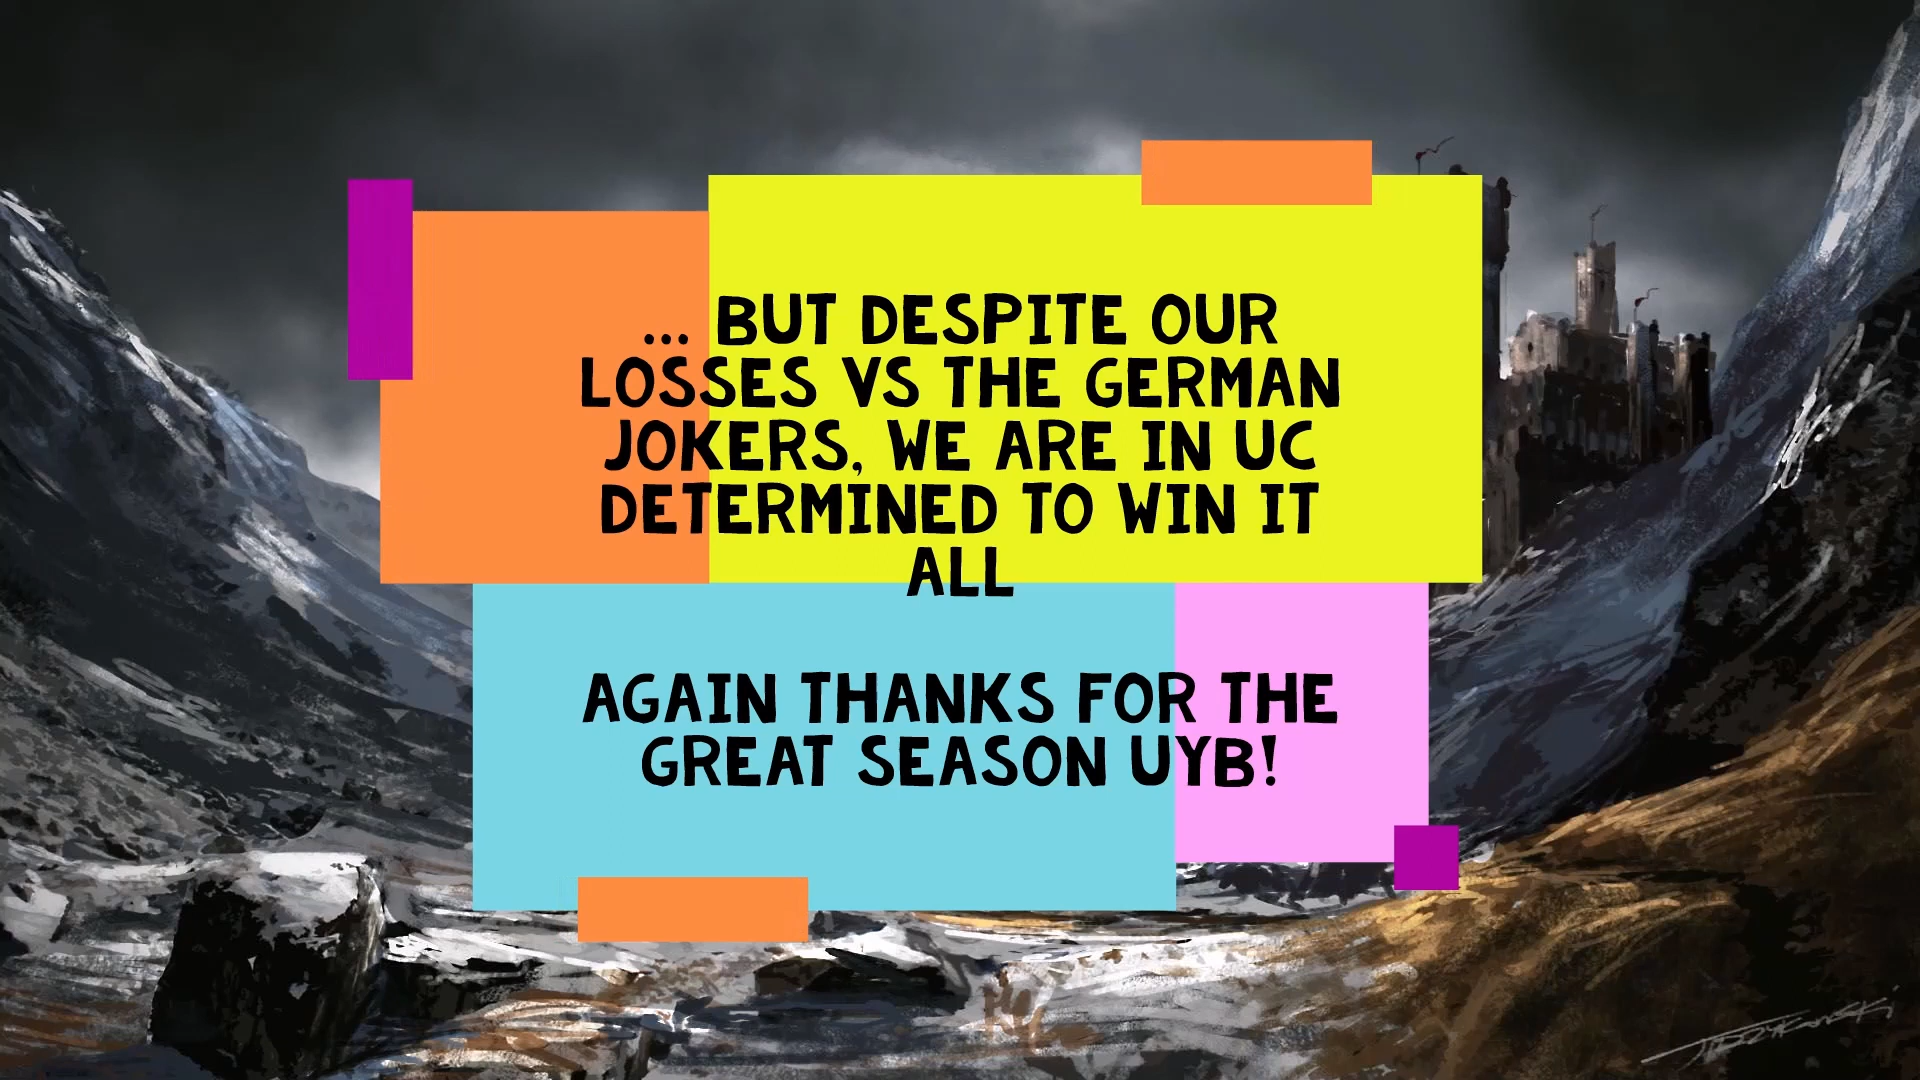 ... BUT DESPITE OUR
LOSSES VS THE GERMAN
JOKERS, WE ARE IN UC
DETERMINED TO WIN IT
ALL
AGAIN THANKS FOR THE
GREAT SEASON UYB!